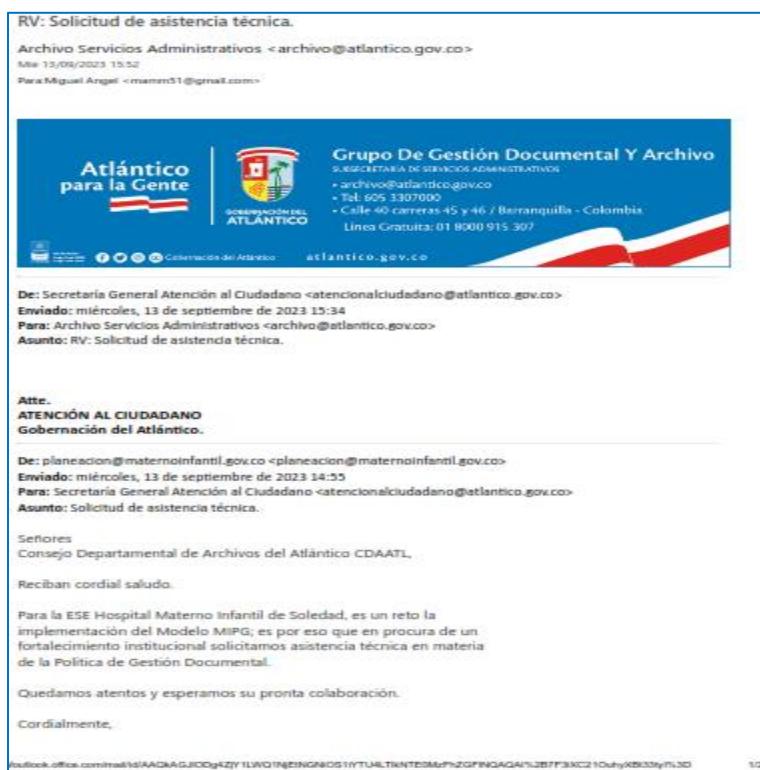 RV: Solicitud de asistencia técnica.
Archivo Servicios Administrativos <archivo@atlantico.gov.co>
Mié 13/09/2023 15:52
Para: Miguel Angel <mamm51@gmail.com>
Atlántico
para la Gente
GOBERNACIÓN DEL
ATLÁNTICO
Grupo De Gestión Documental Y Archivo
SUBSECRETARÍA DE SERVICIOS ADMINISTRATIVOS
• archivo@atlantico.gov.co
• Tel: 605 3307000
• Calle 40 carreras 45 y 46 / Barranquilla - Colombia
Línea Gratuita: 01 8000 915 307
Gobernación del Atlántico
atlantico.gov.co
De: Secretaría General Atención al Ciudadano <atencionalciudadano@atlantico.gov.co>
Enviado: miércoles, 13 de septiembre de 2023 15:34
Para: Archivo Servicios Administrativos <archivo@atlantico.gov.co>
Asunto: RV: Solicitud de asistencia técnica.
Atte.
ATENCIÓN AL CIUDADANO
Gobernación del Atlántico.
De: planeacion@maternoinfantil.gov.co <planeacion@maternoinfantil.gov.co>
Enviado: miércoles, 13 de septiembre de 2023 14:55
Para: Secretaría General Atención al Ciudadano <atencionalciudadano@atlantico.gov.co>
Asunto: Solicitud de asistencia técnica.
Señores
Consejo Departamental de Archivos del Atlántico CDAATL,
Reciban cordial saludo.
Para la ESE Hospital Materno Infantil de Soledad, es un reto la
implementación del Modelo MIPG; es por eso que en procura de un
fortalecimiento institucional solicitamos asistencia técnica en materia
de la Política de Gestión Documental.
Quedamos atentos y esperamos su pronta colaboración.
Cordialmente,
1/2